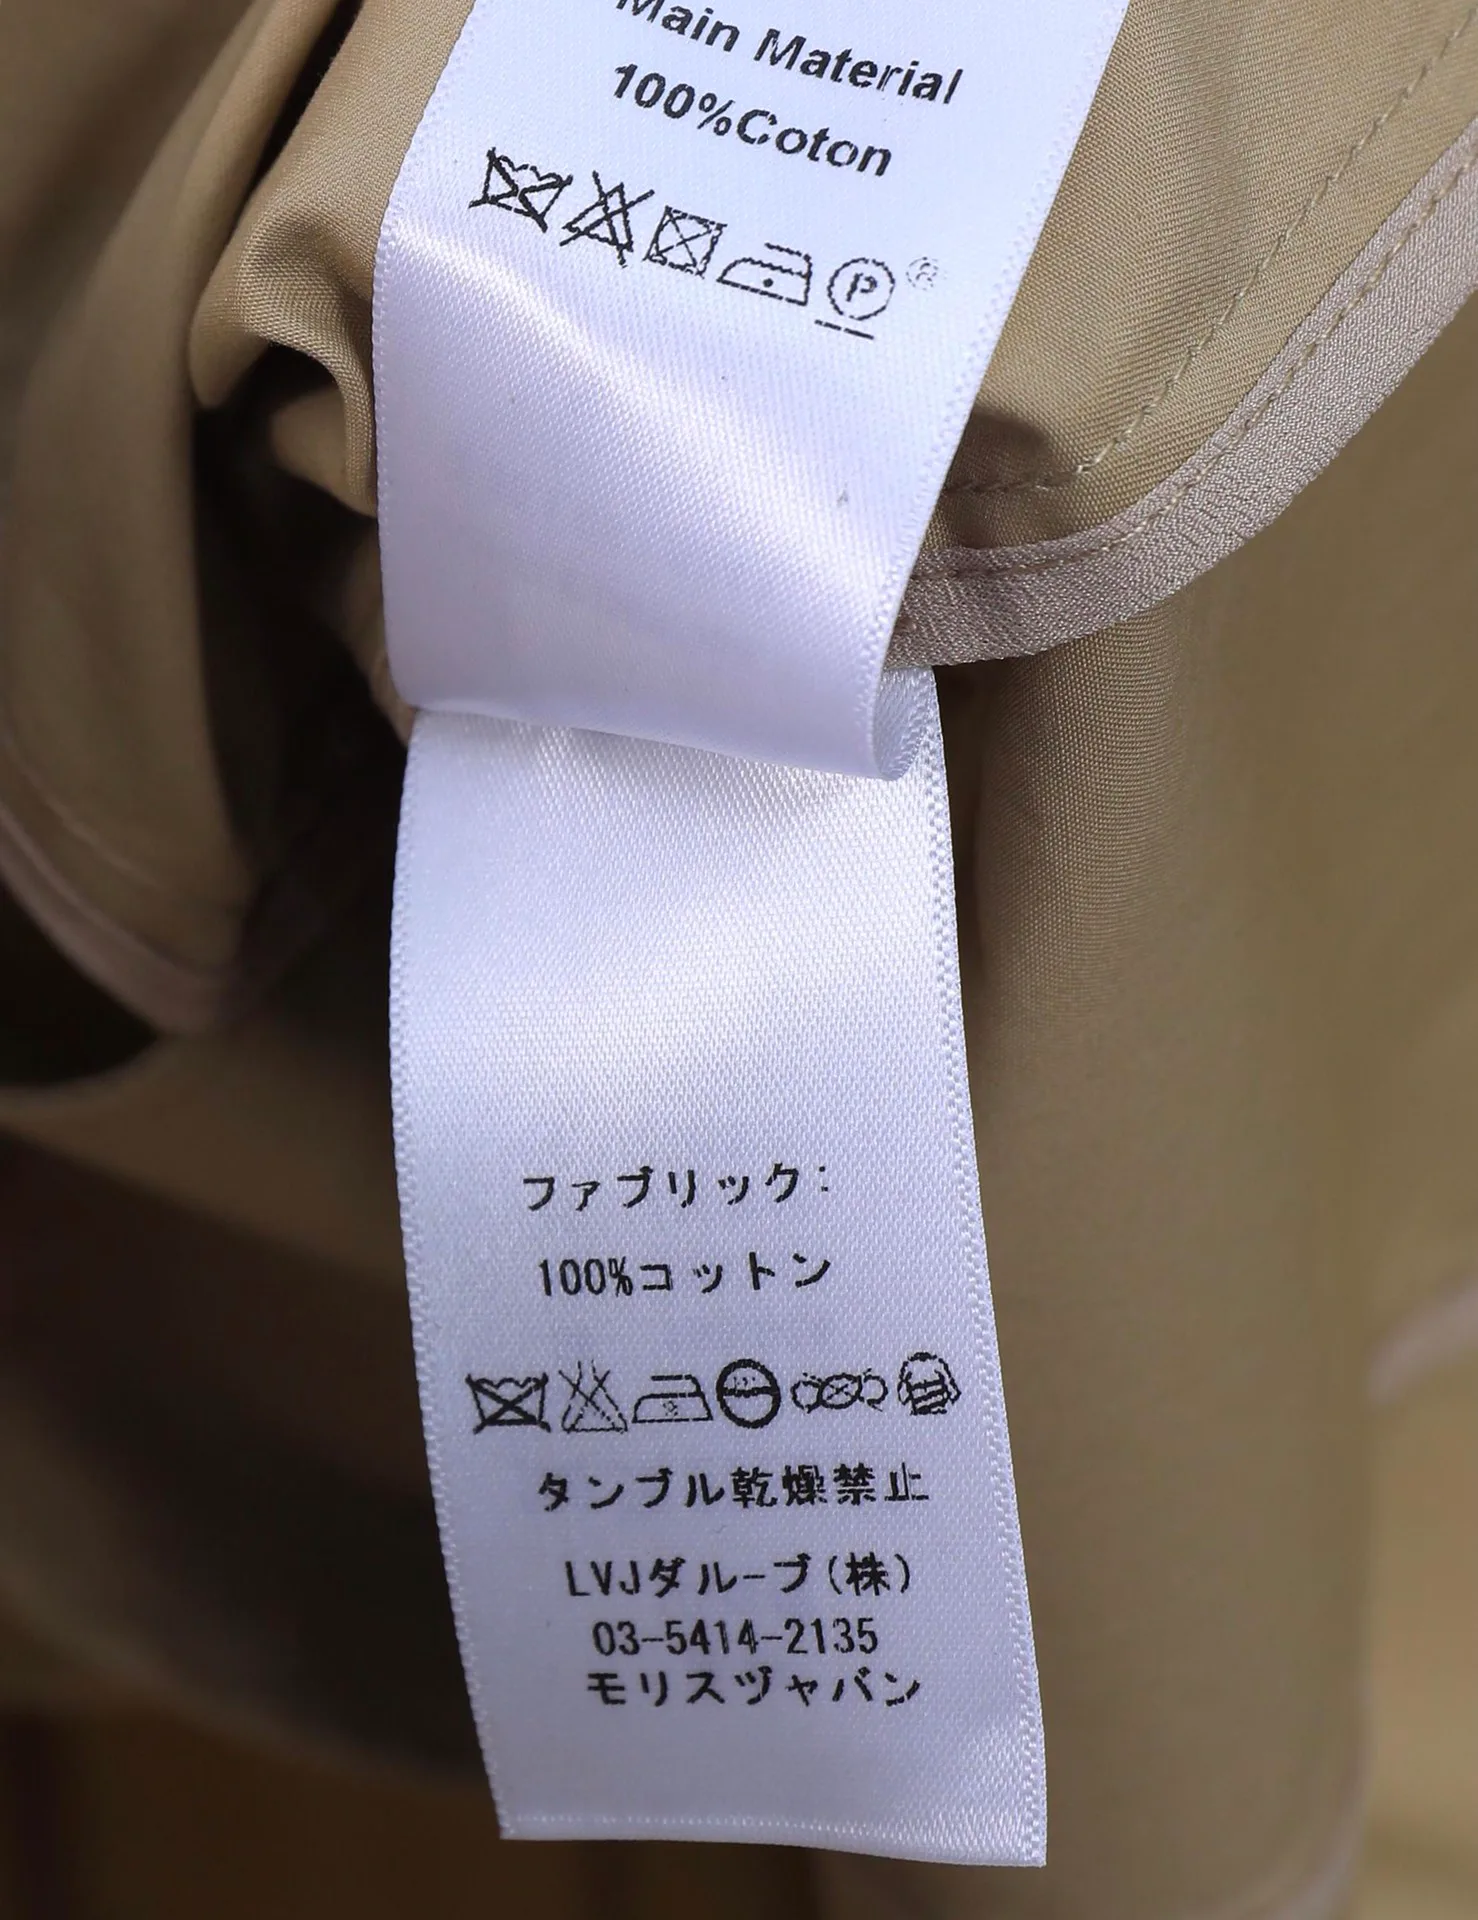 Main Material
100%Coton
P
®
ファブリック:
100%コットン
タンブル乾燥禁止
LVJダルーブ(株)
03-5414-2135
モリスヅャバン